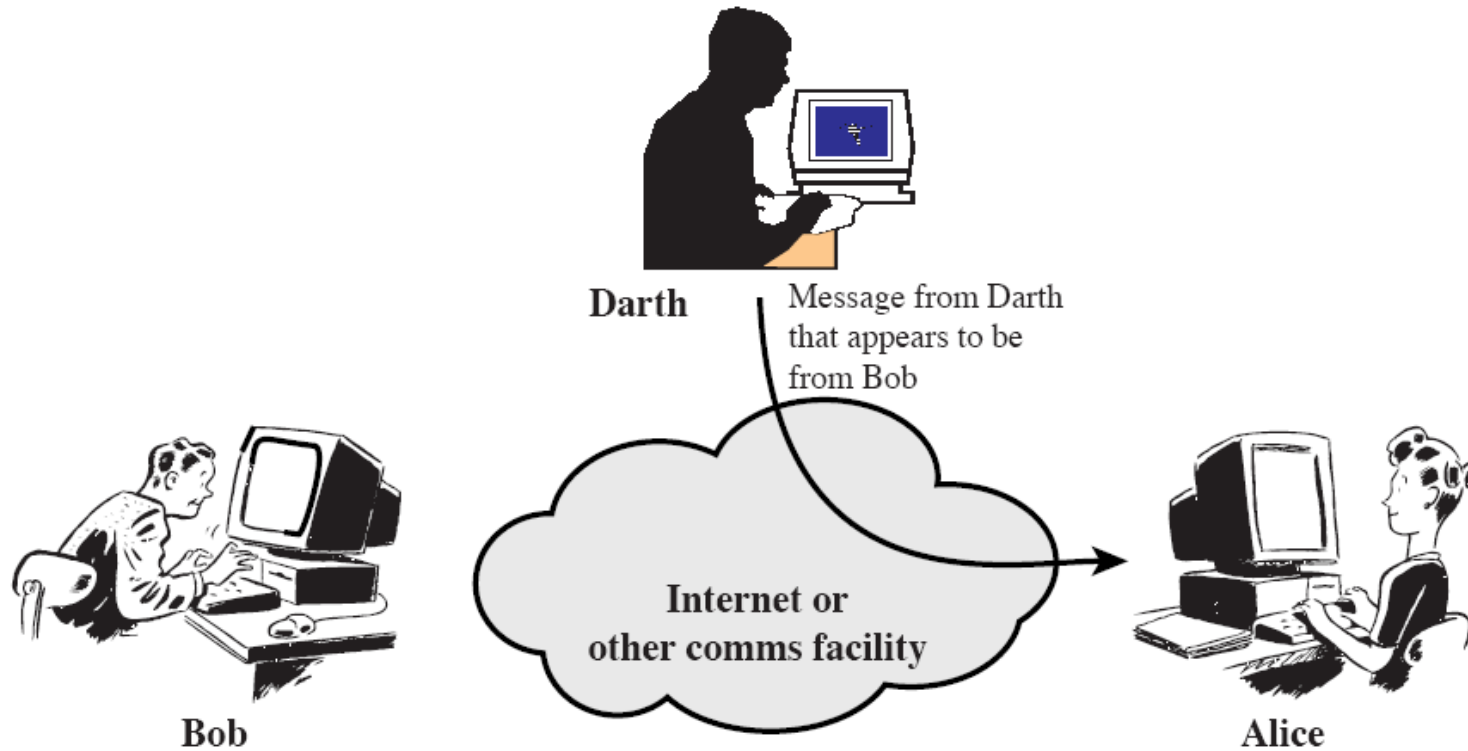 Darth
Message from Darth
that appears to be
from Bob
Internet or
other comms facility
Bob
Alice